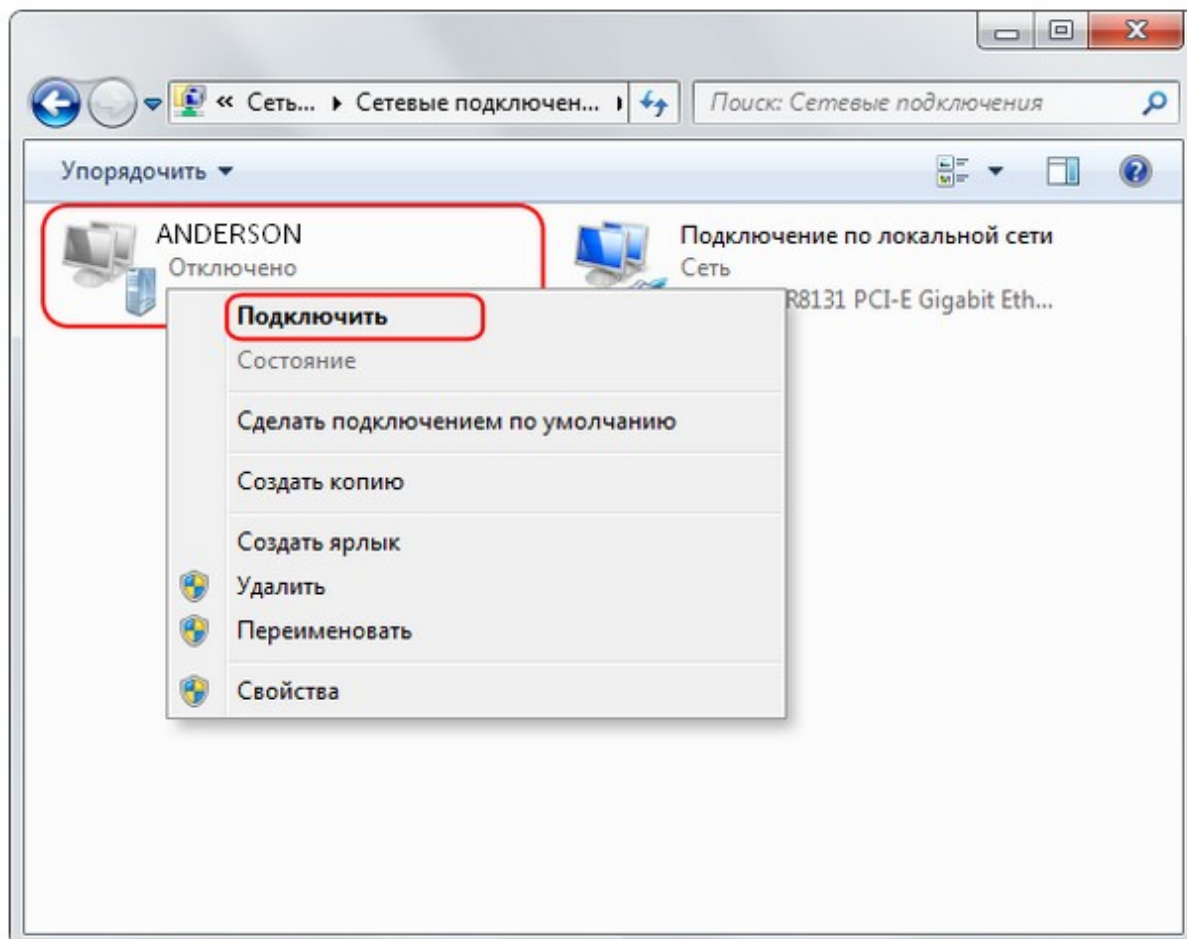 « Сеть... Сетевые подключен...
Поиск: Сетевые подключения
Упорядочить
ANDERSON
Отключено
Подключение по локальной сети
Сеть
R8131 PCI-E Gigabit Eth...
Подключить
Состояние
Сделать подключением по умолчанию
Создать копию
Создать ярлык
Удалить
Переименовать
Свойства